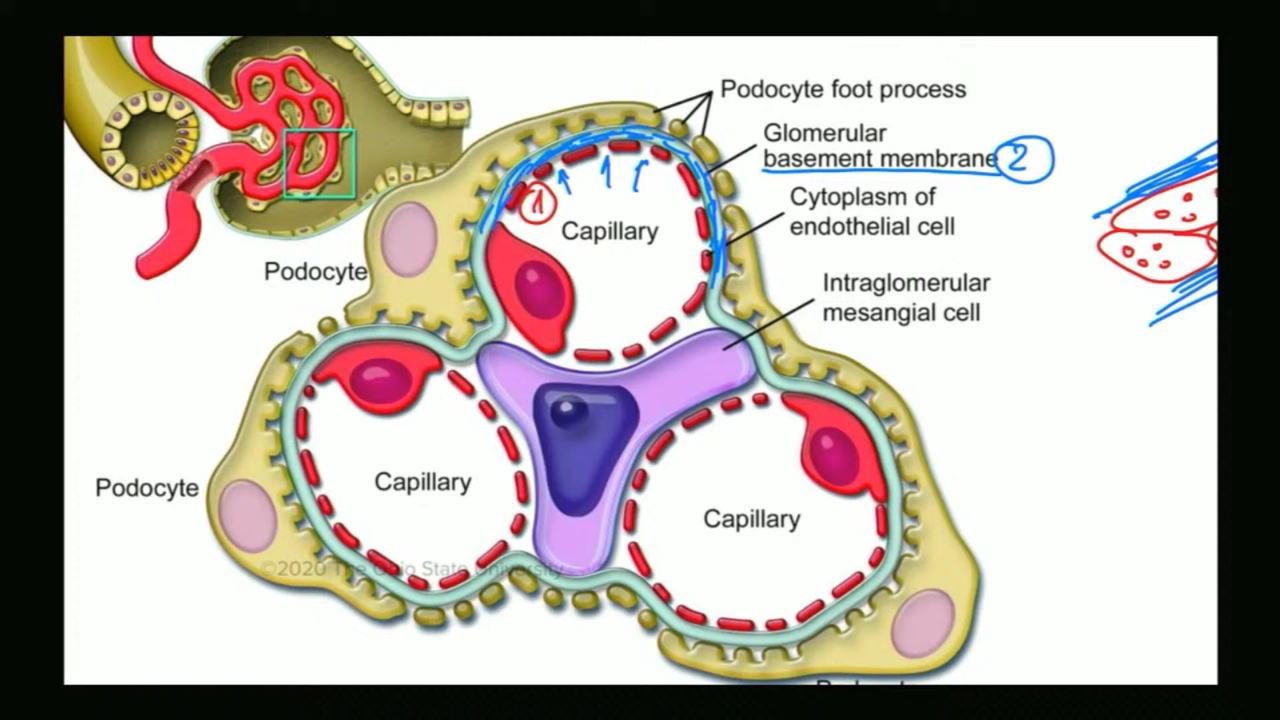 Podocyte foot process
Glomerular
basement membrane 2
Cytoplasm of
endothelial cell
1
Capillary
Podocyte
Intraglomerular
mesangial cell
Capillary
Podocyte
Capillary
©2020 The Ohio State University